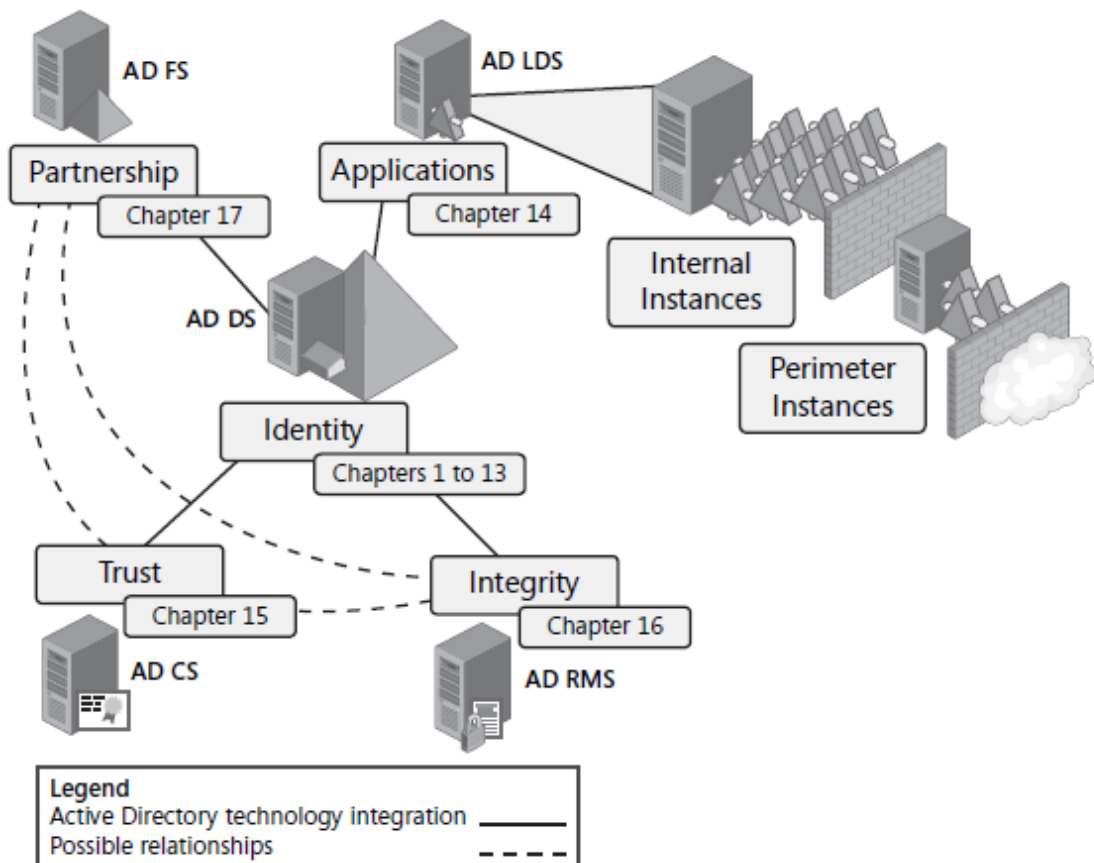 AD FS
Partnership
Chapter 17
AD LDS
Applications
Chapter 14
Internal
Instances
Perimeter
Instances
AD DS
Identity
Chapters 1 to 13
Trust
Chapter 15
AD CS
Integrity
Chapter 16
AD RMS
Legend
Active Directory technology integration
Possible relationships